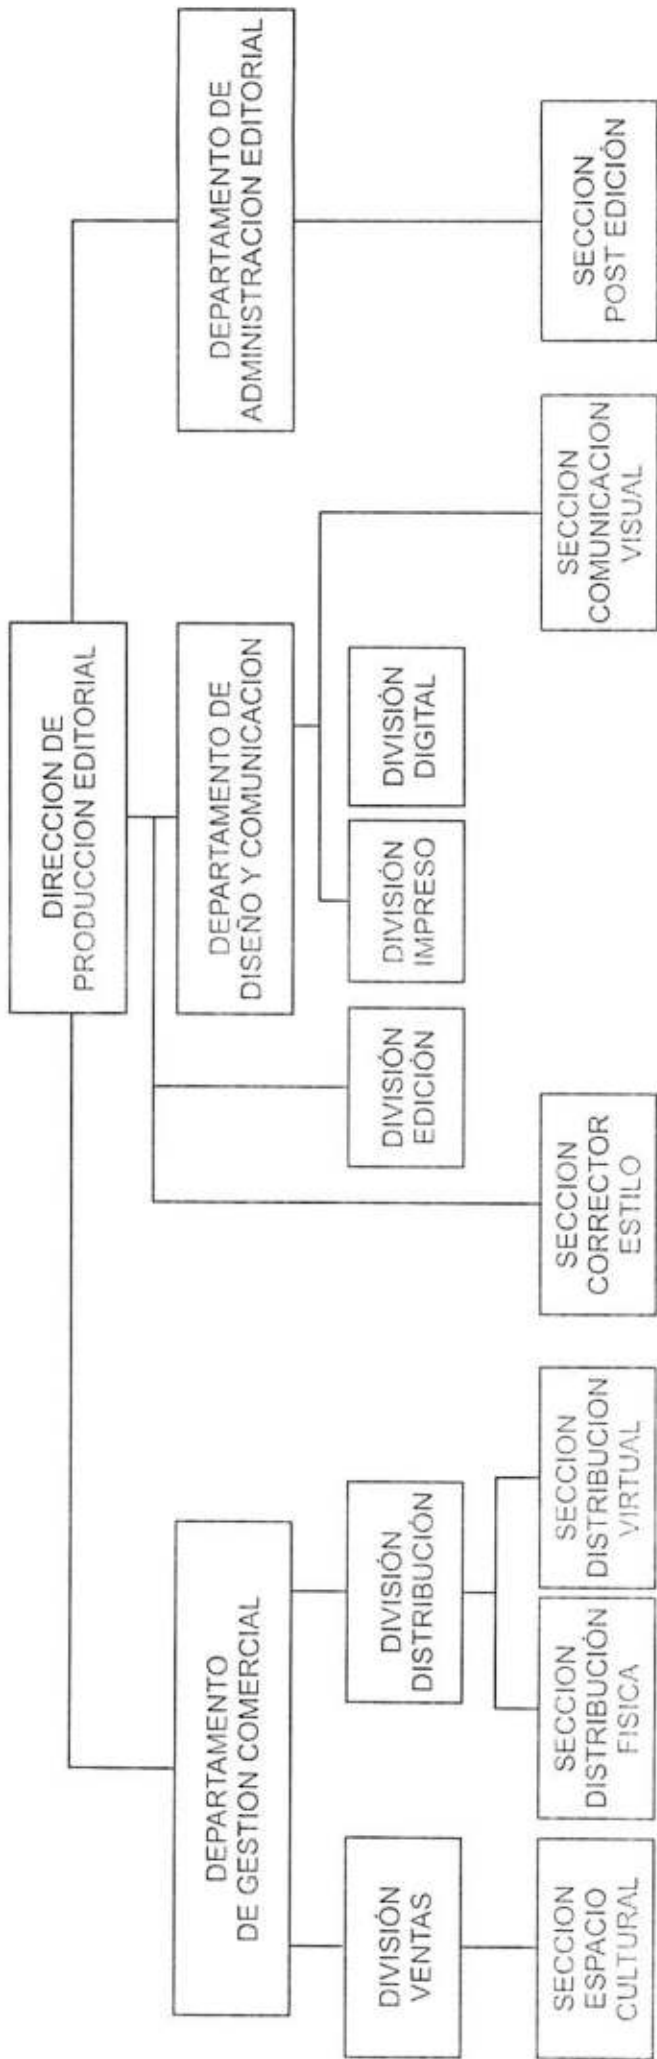 DIRECCION DE
PRODUCCION EDITORIAL
DEPARTAMENTO
DE GESTION COMERCIAL
DEPARTAMENTO DE
DISEÑO Y COMUNICACION
DEPARTAMENTO DE
ADMINISTRACION EDITORIAL
DIVISIÓN
VENTAS
DIVISIÓN
DISTRIBUCIÓN
DIVISIÓN
EDICIÓN
DIVISIÓN
IMPRESO
DIVISIÓN
DIGITAL
SECCION
ESPACIO
CULTURAL
SECCION
DISTRIBUCIÓN
FISICA
SECCION
DISTRIBUCION
VIRTUAL
SECCION
CORRECTOR
ESTILO
SECCION
COMUNICACION
VISUAL
SECCION
POST EDICIÓN